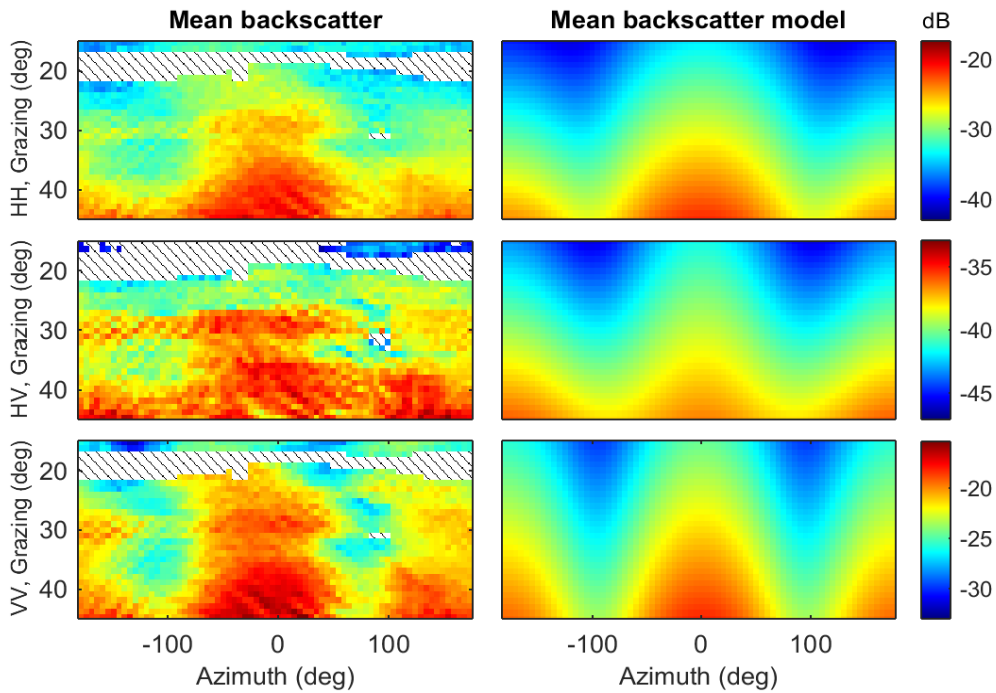 Mean backscatter
Mean backscatter model
dB
HH, Grazing (deg)
20
30
40
-20
-30
-40
HV, Grazing (deg)
20
30
40
-35
-40
-45
VV, Grazing (deg)
20
30
40
-20
-25
-30
-100 0 100
-100 0 100
Azimuth (deg)
Azimuth (deg)